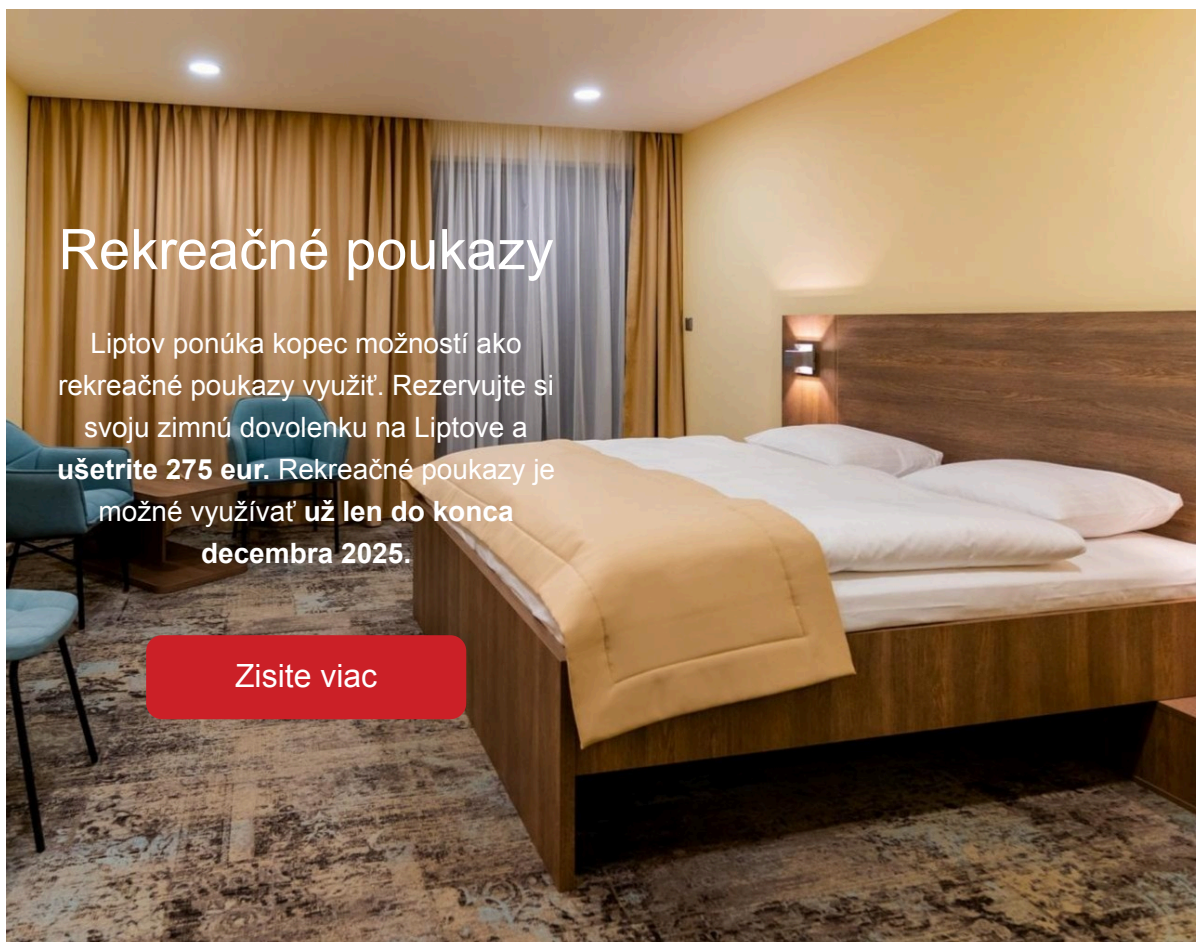 Rekreačné poukazy
Liptov ponúka kopec možností ako
rekreačné poukazy využiť. Rezervujte si
svoju zimnú dovolenku na Liptove a
ušetrite 275 eur. Rekreačné poukazy je
možné využívať už len do konca
decembra 2025.
Zisite viac